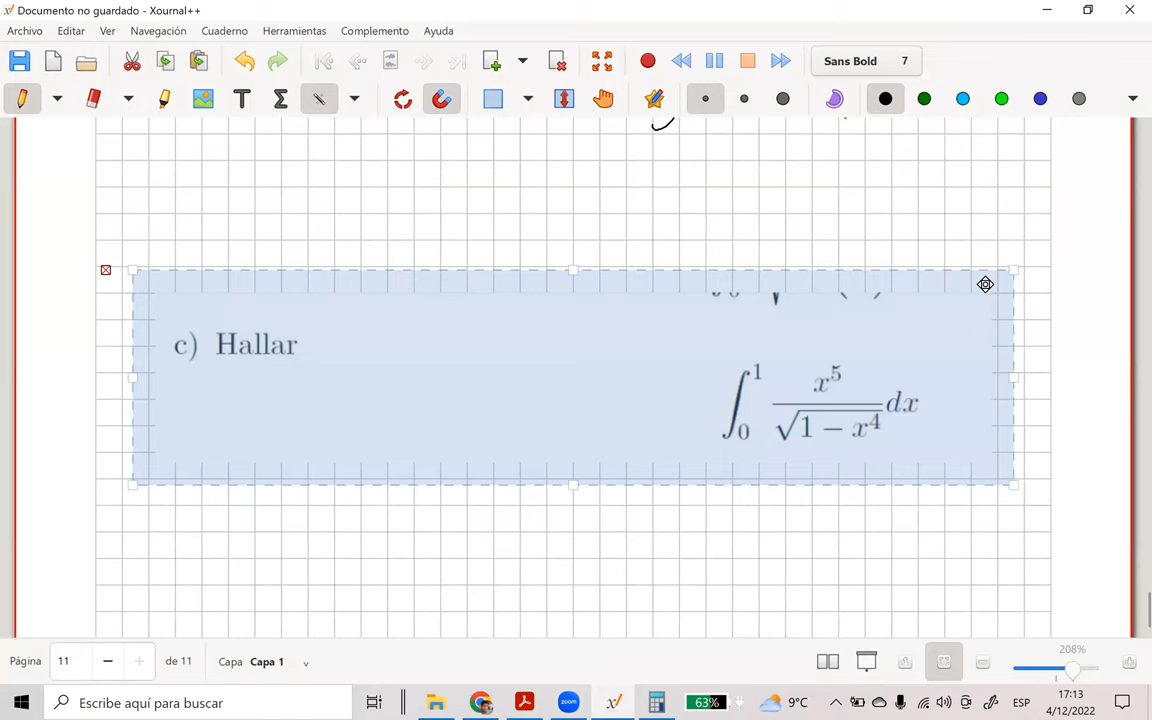 Documento no guardado - Xournal++
Archivo Editar Ver Navegación Cuaderno Herramientas Complemento Ayuda
Sans Bold 7
c) Hallar
∫₀¹ x⁵/√(1 − x⁴) dx
208%
Página 11 de 11 Capa Capa 1
Escribe aquí para buscar
zoom
63%
9°C
ESP
17:13
4/12/2022